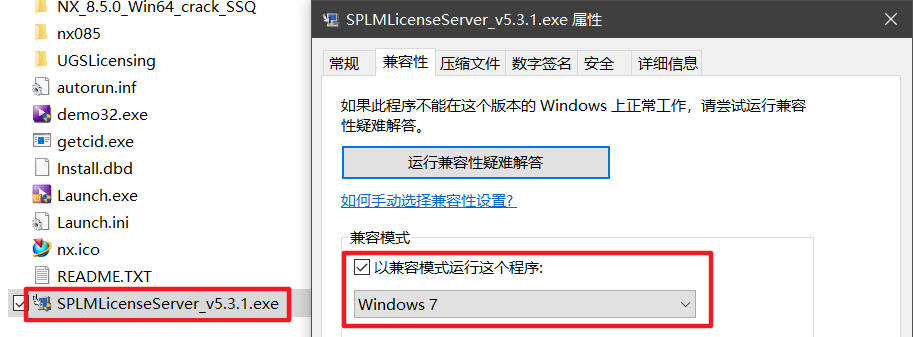 NX_8.5.0_Win64_crack_SSQ
nx085
UGSLicensing
autorun.inf
demo32.exe
getcid.exe
Install.dbd
Launch.exe
Launch.ini
nx.ico
README.TXT
SPLMLicenseServer_v5.3.1.exe
SPLMLicenseServer_v5.3.1.exe 属性
常规 兼容性 压缩文件 数字签名 安全 详细信息
如果此程序不能在这个版本的 Windows 上正常工作，请尝试运行兼容
性疑难解答。
运行兼容性疑难解答
如何手动选择兼容性设置?
兼容模式
以兼容模式运行这个程序:
Windows 7